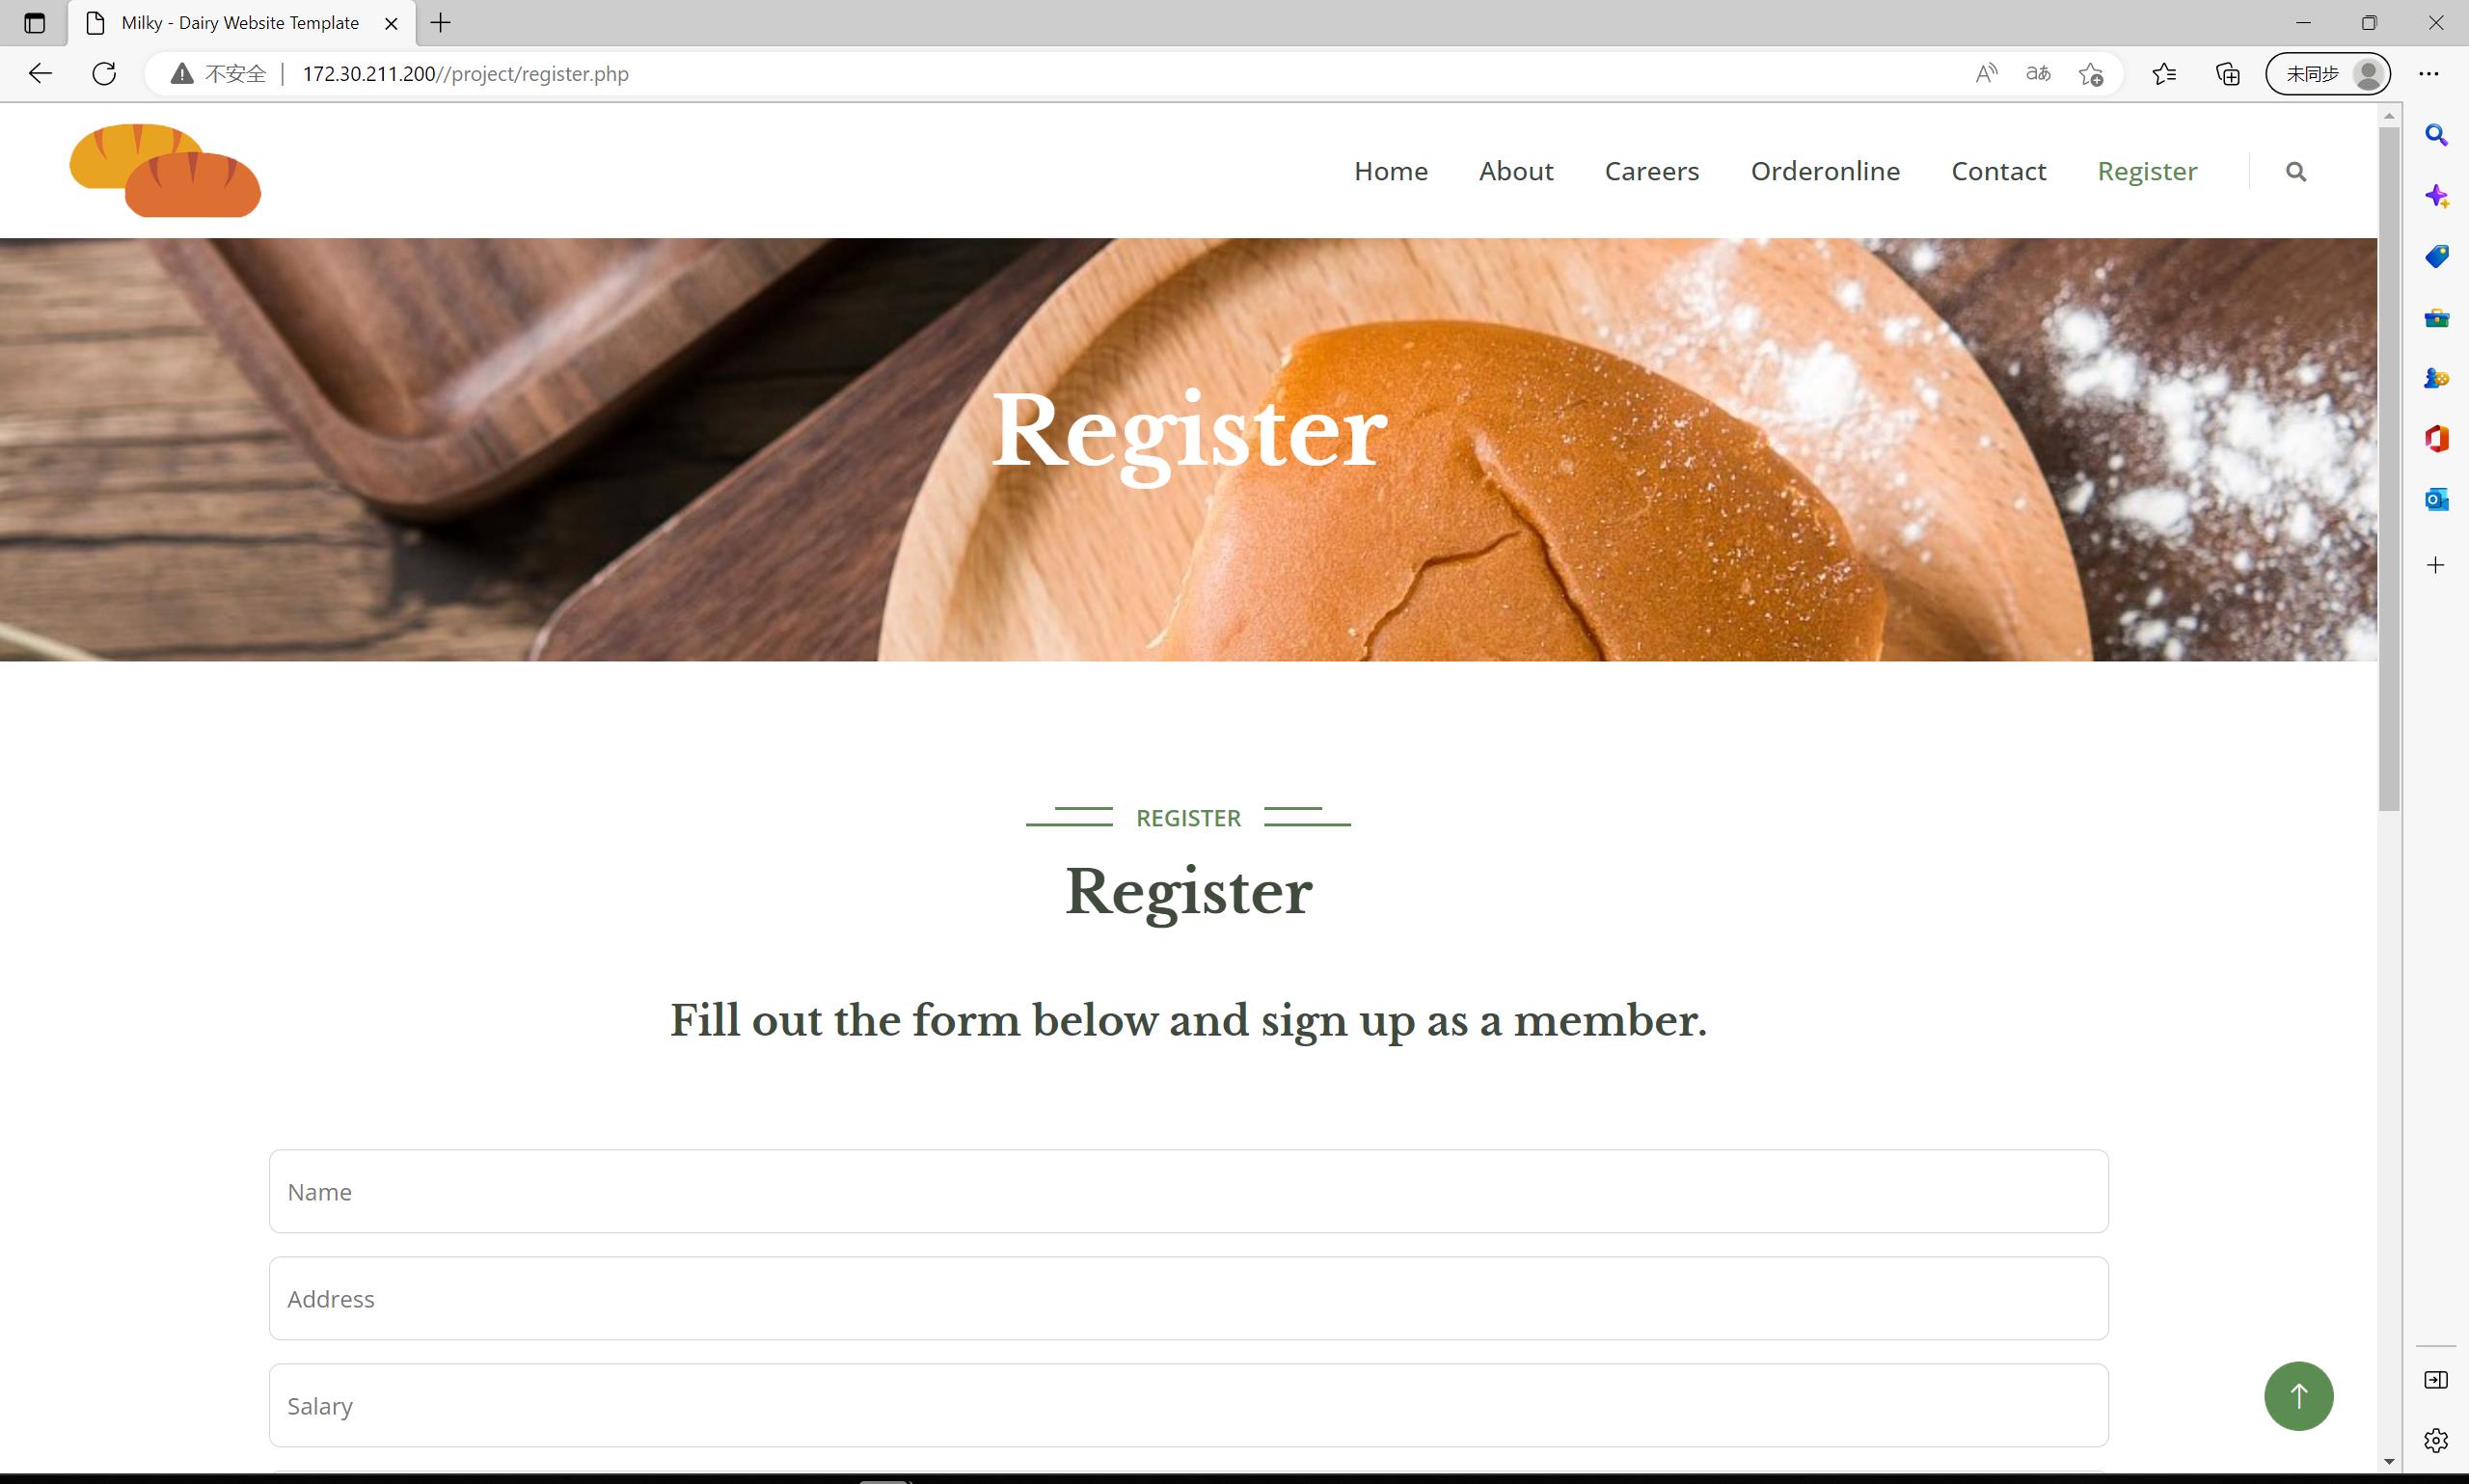 Milky - Dairy Website Template
不安全 172.30.211.200//project/register.php
未同步
Home About Careers Orderonline Contact Register
Register
REGISTER
Register
Fill out the form below and sign up as a member.
Name
Address
Salary